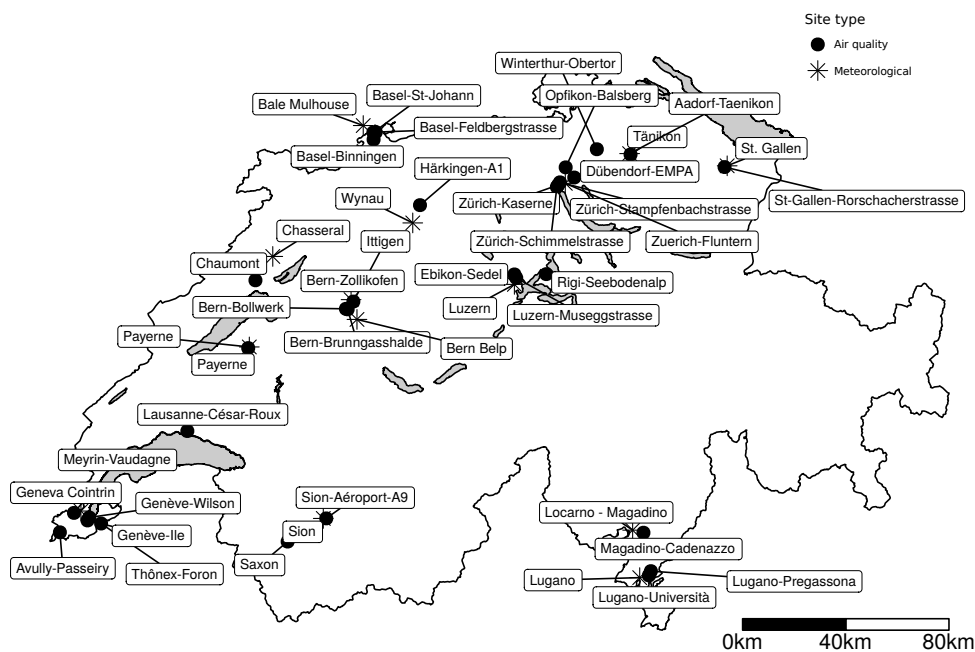 Site type
Air quality
Meteorological
Winterthur-Obertor
Basel-St-Johann
Opfikon-Balsberg
Bale Mulhouse
Aadorf-Taenikon
Basel-Feldbergstrasse
Tänikon
St. Gallen
Basel-Binningen
Härkingen-A1
Dübendorf-EMPA
Wynau
Zürich-Kaserne
Zürich-Stampfenbachstrasse
St-Gallen-Rorschacherstrasse
Chasseral
Ittigen
Zürich-Schimmelstrasse
Zuerich-Fluntern
Chaumont
Bern-Zollikofen
Ebikon-Sedel
Rigi-Seebodenalp
Bern-Bollwerk
Luzern
Luzern-Museggstrasse
Payerne
Bern-Brunngasshalde
Bern Belp
Payerne
Lausanne-César-Roux
Meyrin-Vaudagne
Geneva Cointrin
Genève-Wilson
Sion-Aéroport-A9
Locarno - Magadino
Genève-Ile
Sion
Magadino-Cadenazzo
Avully-Passeiry
Thônex-Foron
Saxon
Lugano
Lugano-Pregassona
Lugano-Università
0km
40km
80km